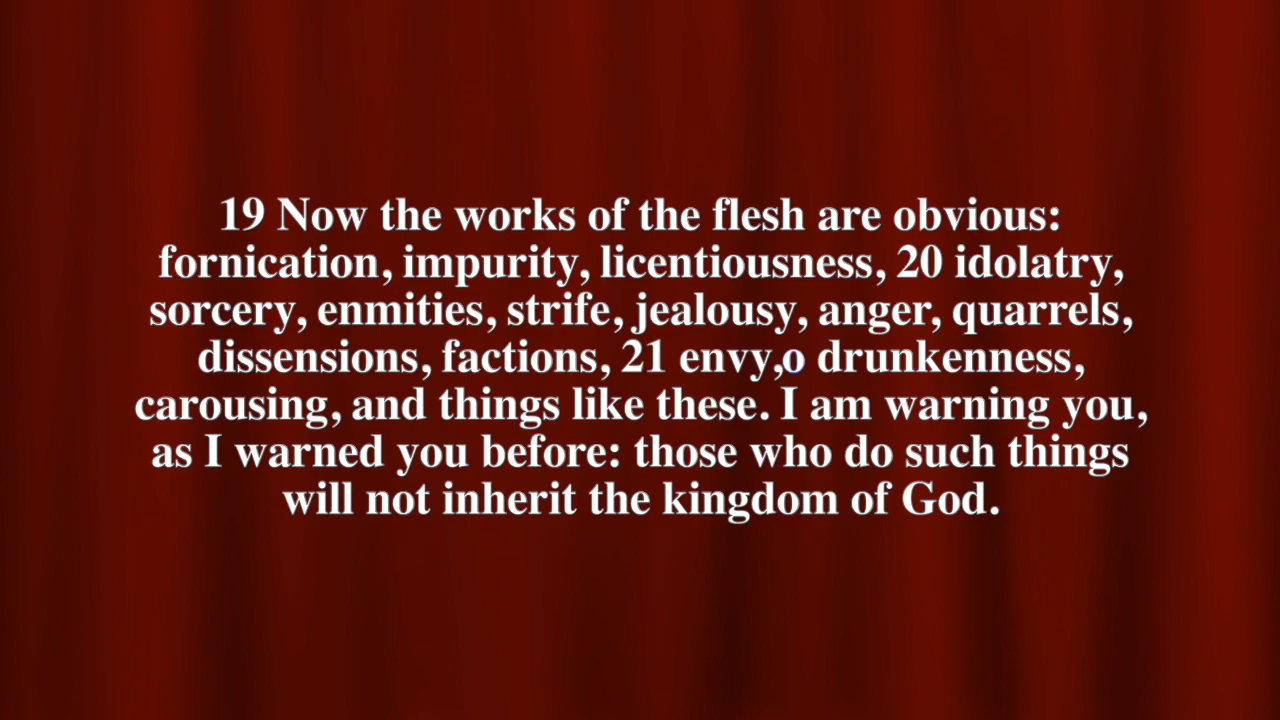 19 Now the works of the flesh are obvious:
fornication, impurity, licentiousness, 20 idolatry,
sorcery, enmities, strife, jealousy, anger, quarrels,
dissensions, factions, 21 envy,o drunkenness,
carousing, and things like these. I am warning you,
as I warned you before: those who do such things
will not inherit the kingdom of God.